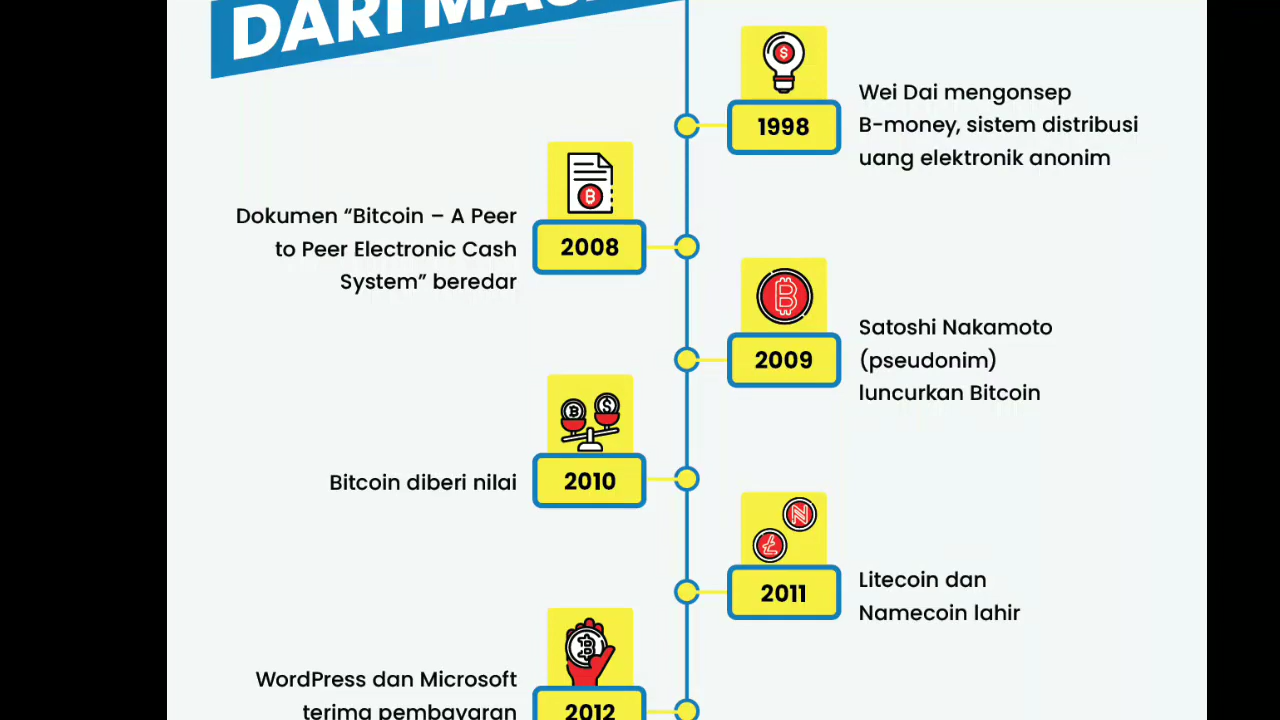 DARI
1998
Wei Dai mengonsep
B-money, sistem distribusi
uang elektronik anonim
2008
Dokumen “Bitcoin – A Peer
to Peer Electronic Cash
System” beredar
2009
Satoshi Nakamoto
(pseudonim)
luncurkan Bitcoin
2010
Bitcoin diberi nilai
2011
Litecoin dan
Namecoin lahir
2012
WordPress dan Microsoft
terima pembayaran